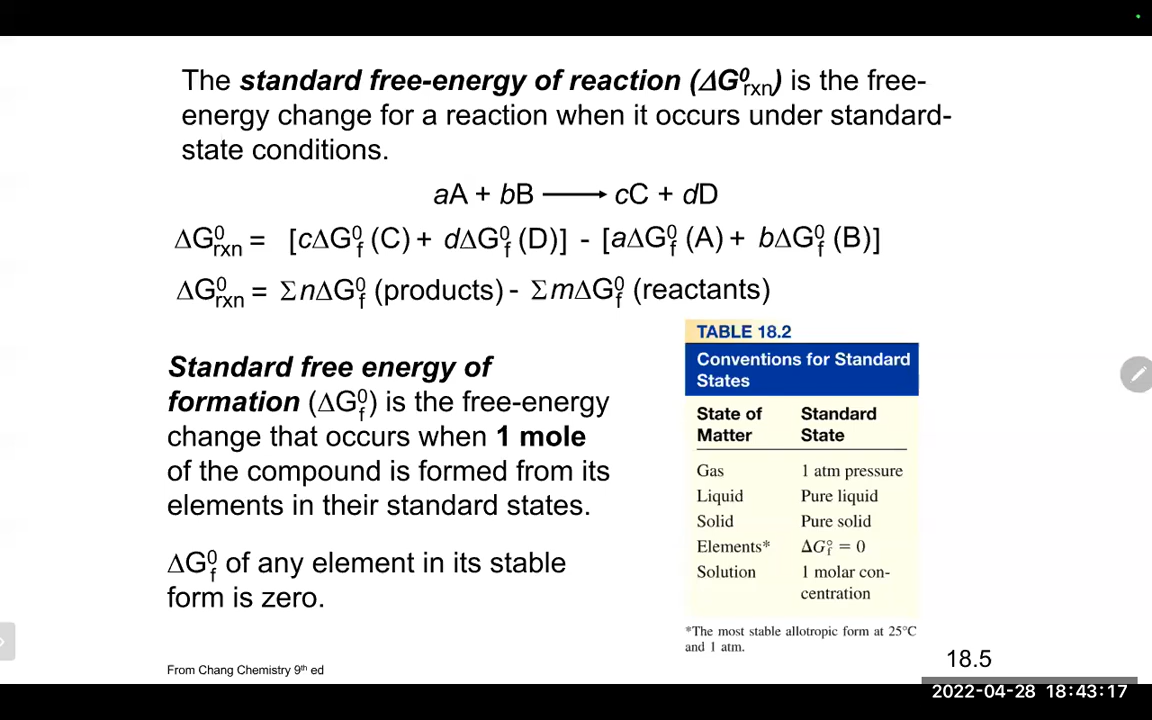 The standard free-energy of reaction (ΔG⁰rxn) is the free-
energy change for a reaction when it occurs under standard-
state conditions.
aA + bB ⟶ cC + dD
ΔG⁰rxn = [cΔG⁰f (C) + dΔG⁰f (D)] - [aΔG⁰f (A) + bΔG⁰f (B)]
ΔG⁰rxn = ΣnΔG⁰f (products) - ΣmΔG⁰f (reactants)
Standard free energy of
formation (ΔG⁰f) is the free-energy
change that occurs when 1 mole
of the compound is formed from its
elements in their standard states.
ΔG⁰f of any element in its stable
form is zero.
TABLE 18.2
Conventions for Standard
States
State of Standard
Matter State
Gas 1 atm pressure
Liquid Pure liquid
Solid Pure solid
Elements* ΔG°f = 0
Solution 1 molar con-
centration
*The most stable allotropic form at 25°C
and 1 atm.
18.5
From Chang Chemistry 9th ed
2022-04-28 18:43:17